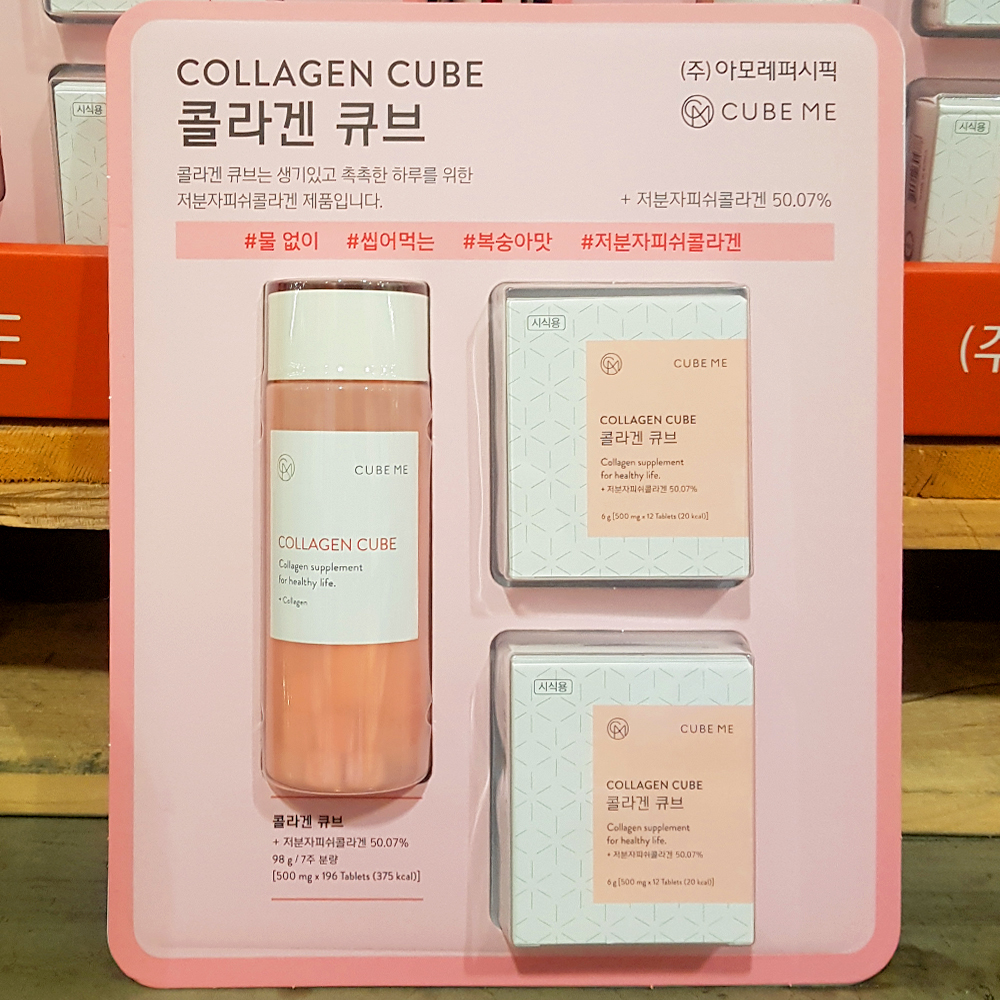 COLLAGEN CUBE
콜라겐 큐브
(주)아모레퍼시픽
CUBE ME
콜라겐 큐브는 생기있고 촉촉한 하루를 위한
저분자피쉬콜라겐 제품입니다.
+ 저분자피쉬콜라겐 50.07%
#물 없이 #씹어먹는 #복숭아맛 #저분자피쉬콜라겐
CUBE ME
COLLAGEN CUBE
Collagen supplement
for healthy life.
+ Collagen
콜라겐 큐브
+ 저분자피쉬콜라겐 50.07%
98 g / 7주 분량
[500 mg x 196 Tablets (375 kcal)]
시식용
CUBE ME
COLLAGEN CUBE
콜라겐 큐브
Collagen supplement
for healthy life.
+ 저분자피쉬콜라겐 50.07%
6 g [500 mg x 12 Tablets (20 kcal)]
시식용
CUBE ME
COLLAGEN CUBE
콜라겐 큐브
Collagen supplement
for healthy life.
+ 저분자피쉬콜라겐 50.07%
6 g [500 mg x 12 Tablets (20 kcal)]
시식용
시식용
도
(주